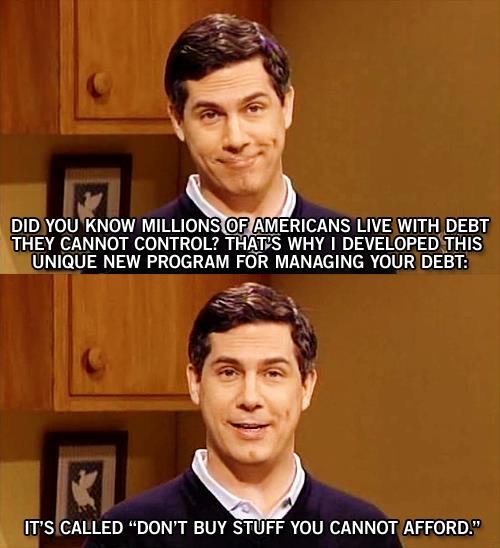 DID YOU KNOW MILLIONS OF AMERICANS LIVE WITH DEBT
THEY CANNOT CONTROL? THAT'S WHY I DEVELOPED THIS
UNIQUE NEW PROGRAM FOR MANAGING YOUR DEBT:
IT'S CALLED “DON'T BUY STUFF YOU CANNOT AFFORD.”